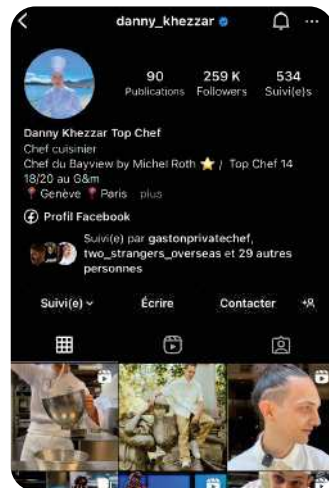 danny_khezzar
90 259 K 534
Publications Followers Suivi(e)s
Danny Khezzar Top Chef
Chef cuisinier
Chef du Bayview by Michel Roth ⭐ / Top Chef 14
18/20 au G&m
📍 Genève 📍 Paris plus
Profil Facebook
Suivi(e) par gastonprivatechef,
two_strangers_overseas et 29 autres
personnes
Suivi(e) Écrire Contacter